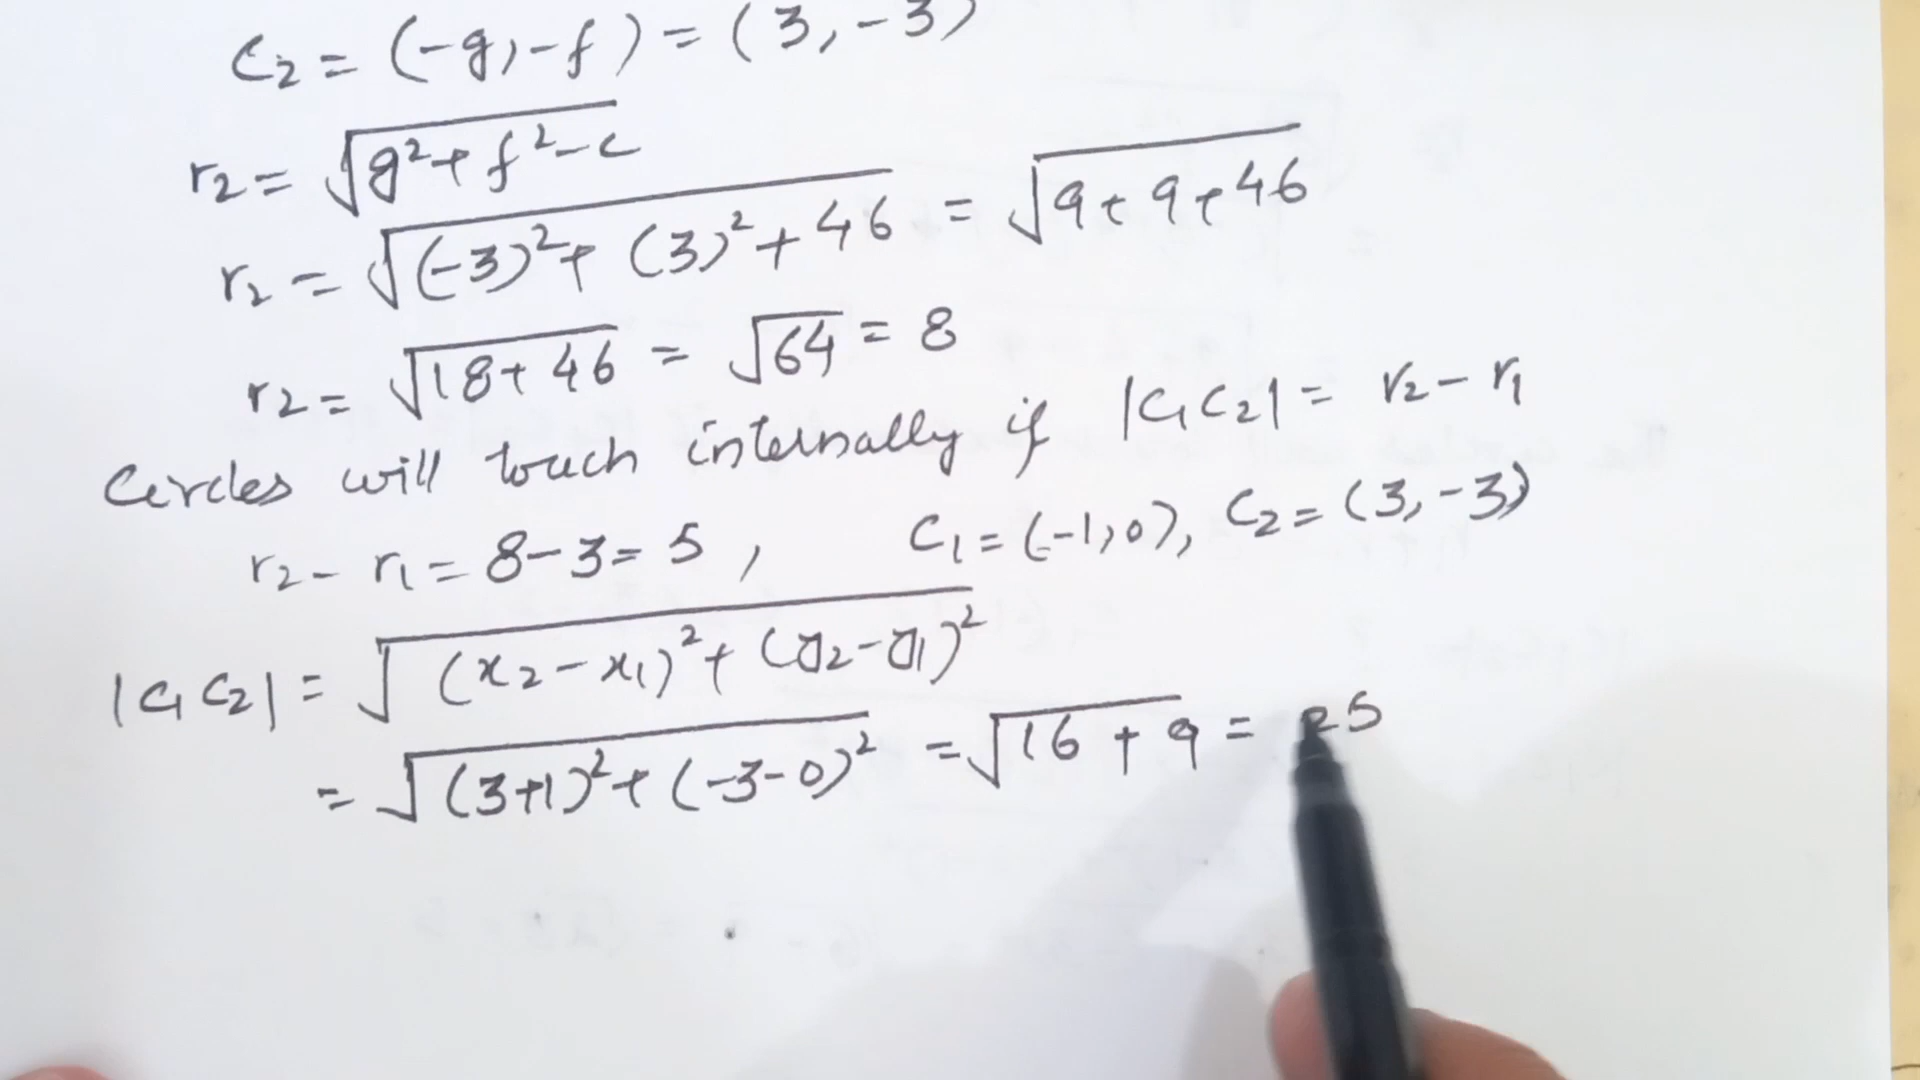 C₂ = (-g, -f) = (3, -3)
r₂ = √(g² + f² - c)
r₂ = √((-3)² + (3)² + 46) = √(9 + 9 + 46)
r₂ = √(18 + 46) = √64 = 8
Circles will touch internally if |C₁C₂| = r₂ - r₁
r₂ - r₁ = 8 - 3 = 5, C₁ = (-1, 0), C₂ = (3, -3)
|C₁C₂| = √((x₂ - x₁)² + (y₂ - y₁)²)
= √((3+1)² + (-3-0)²) = √(16 + 9) = 25